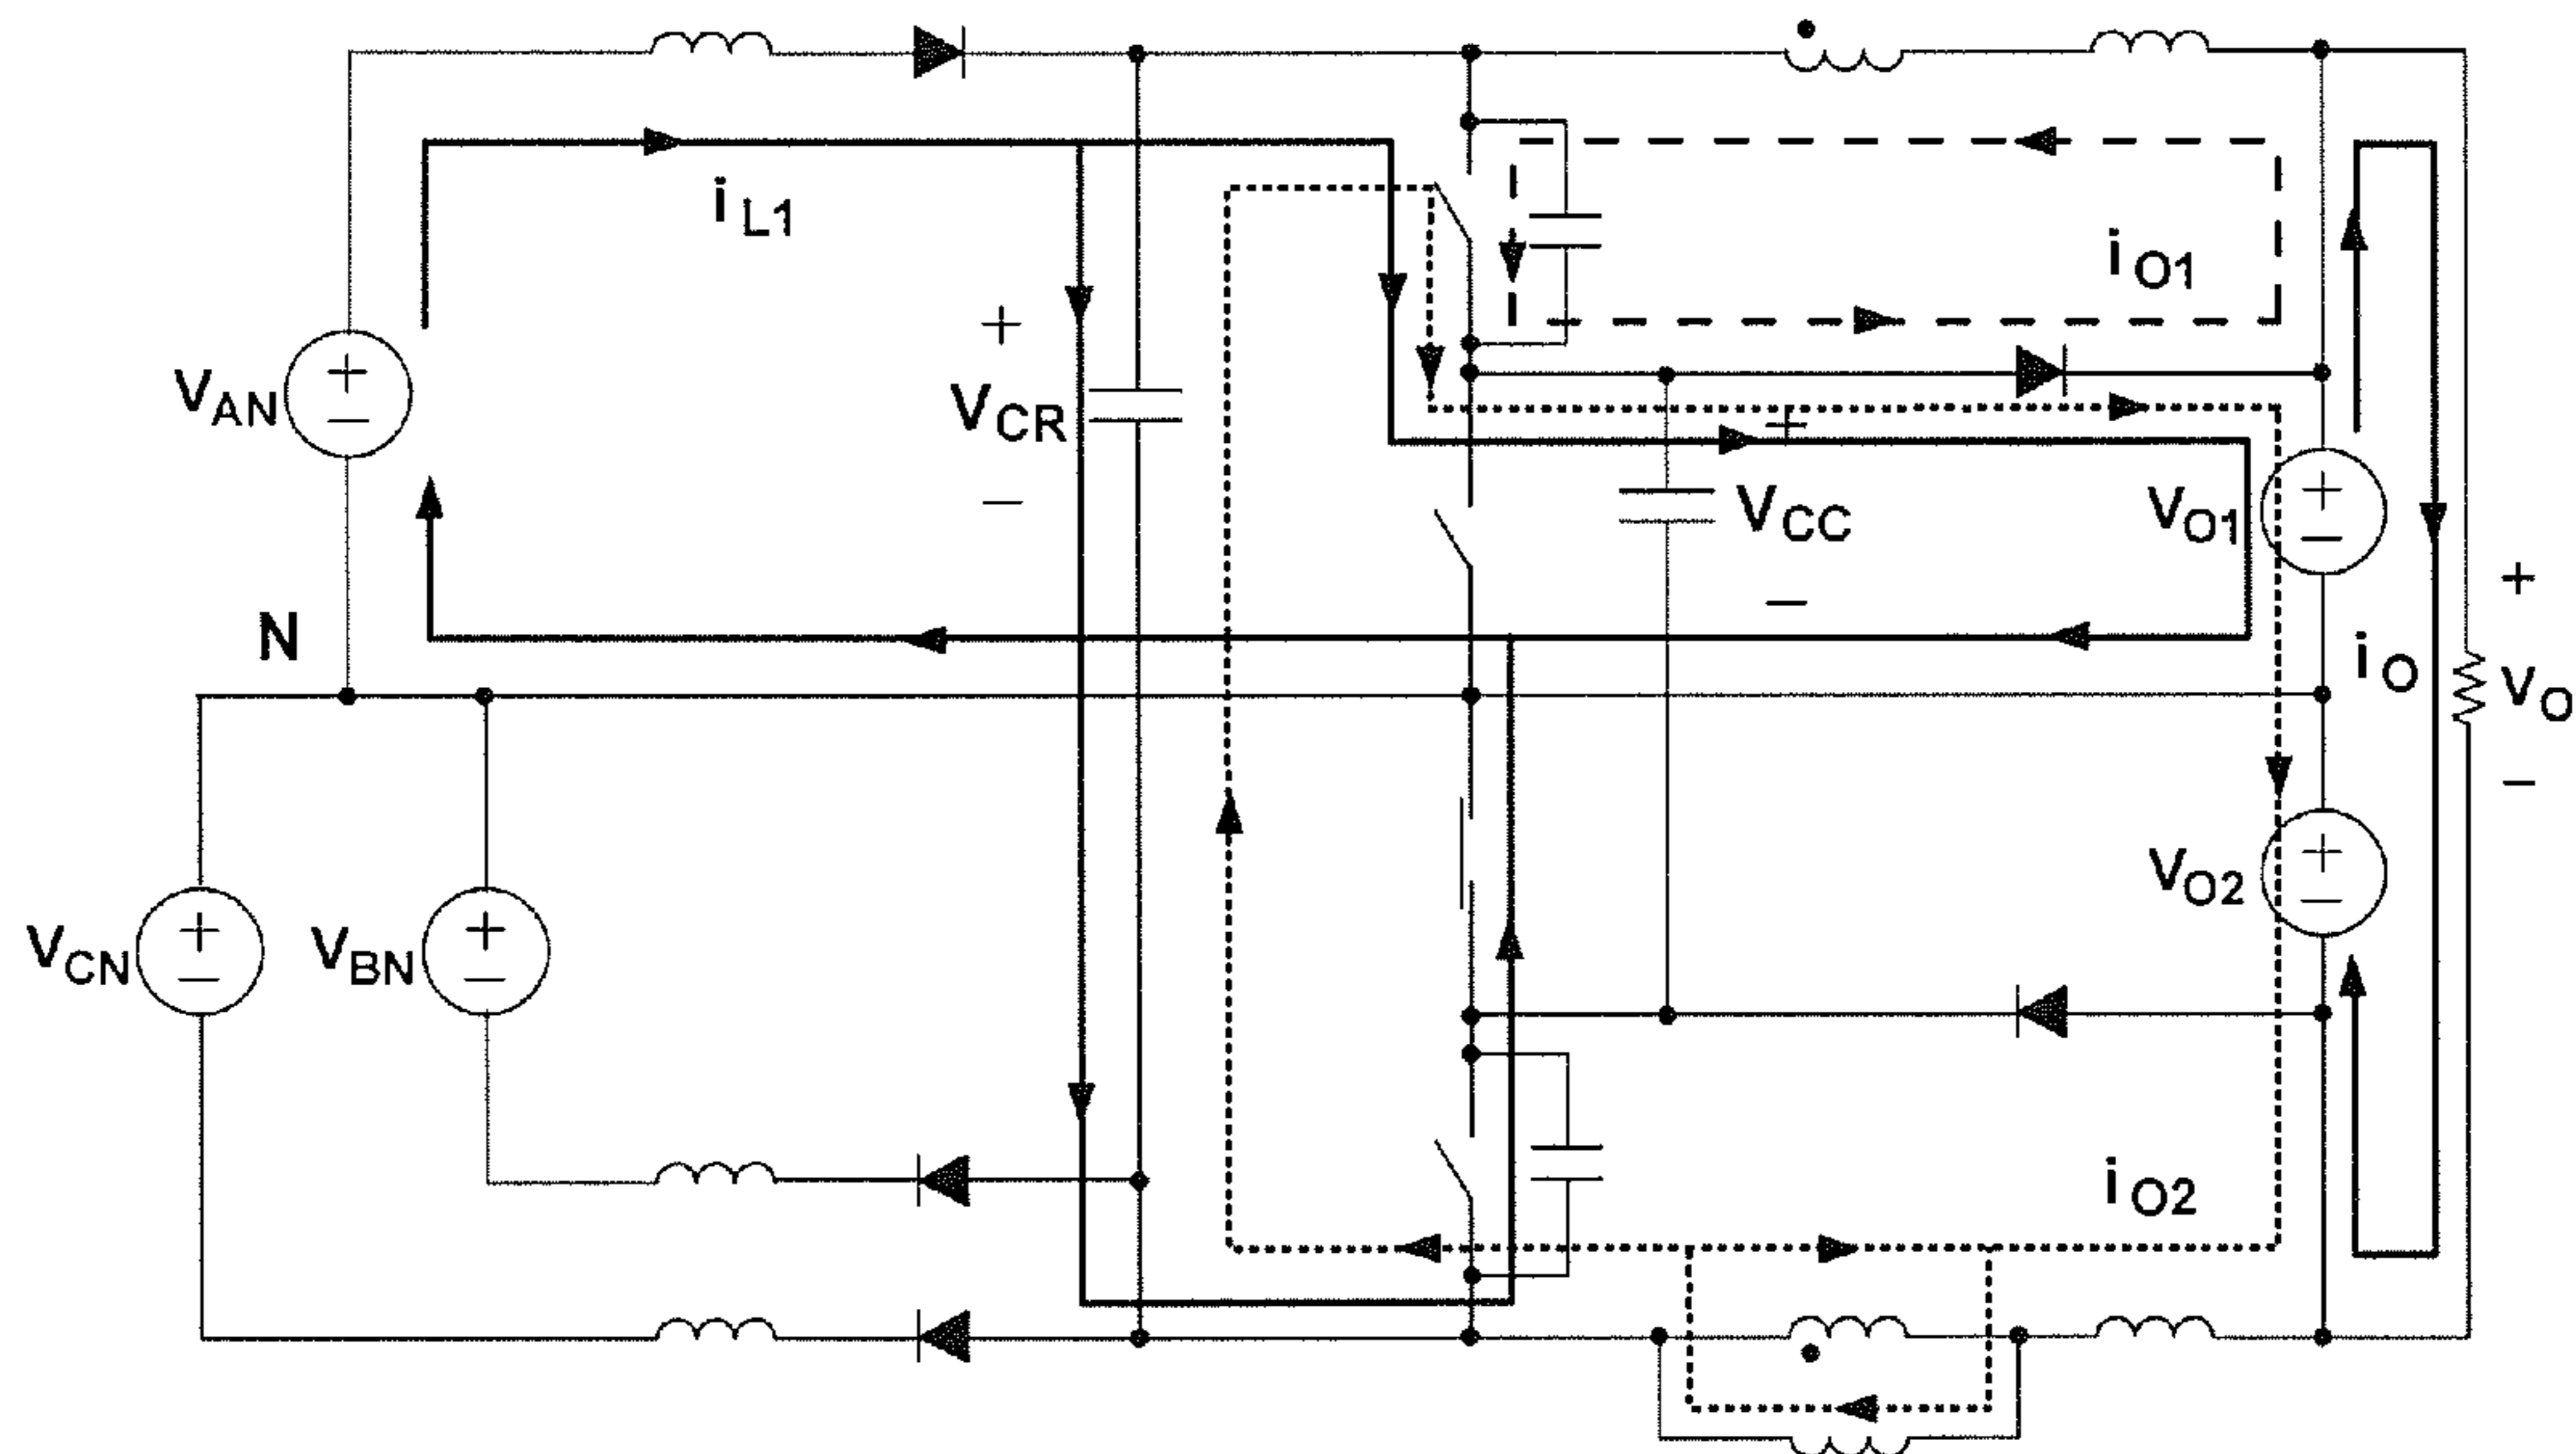 i L1
+
V CR
−
i O1
V AN
+
−
+
V CC
−
V O1
+
−
+
V O
−
i O
N
V CN
+
−
V BN
+
−
V O2
+
−
i O2